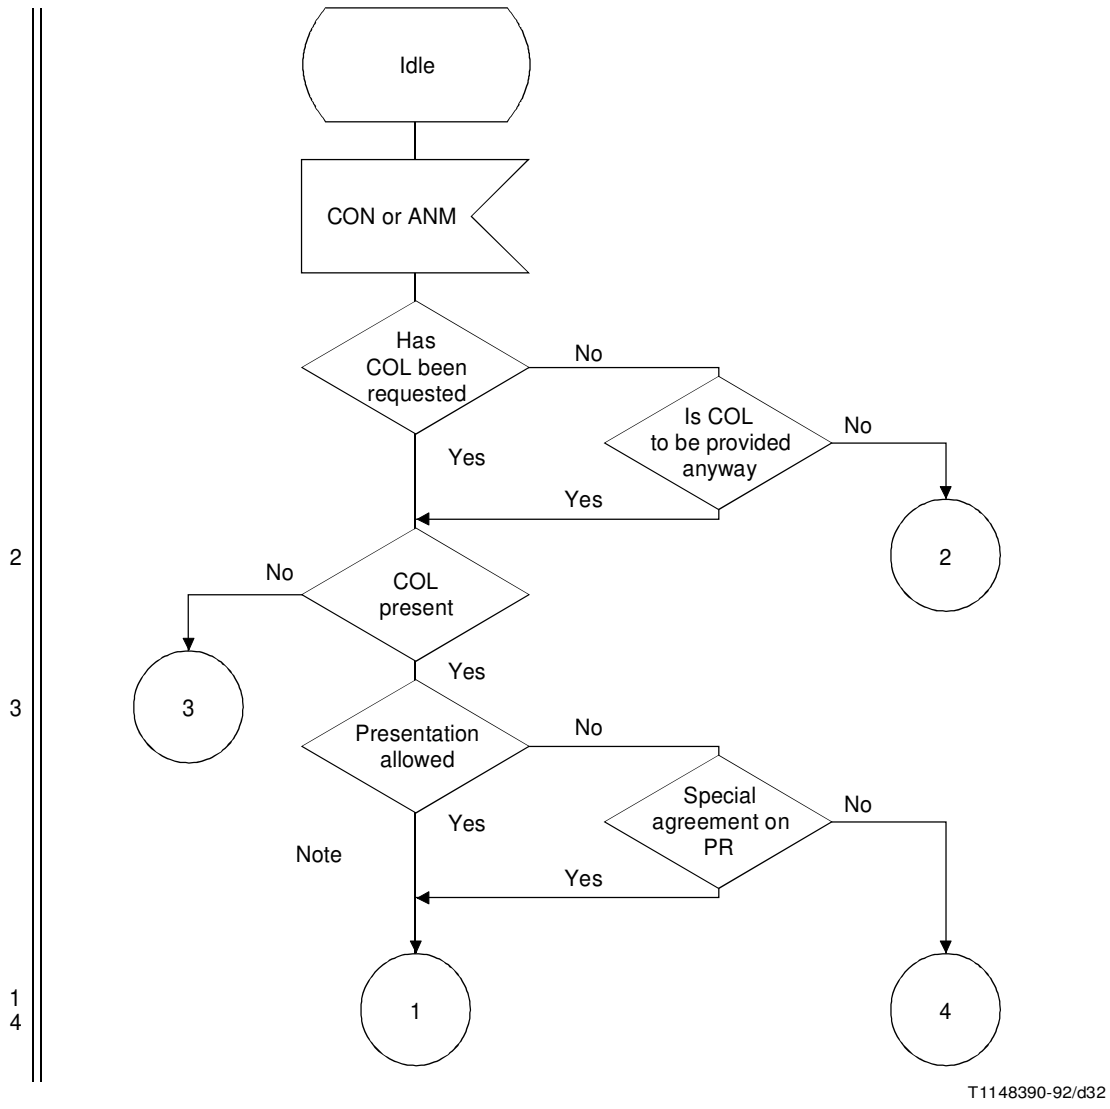 Idle
CON or ANM
Has
COL been
requested
No
Is COL
to be provided
anyway
No
Yes
Yes
2
2
No
COL
present
Yes
3
3
Presentation
allowed
No
Special
agreement on
PR
No
Yes
Note
Yes
1
4
1
4
T1148390-92/d32